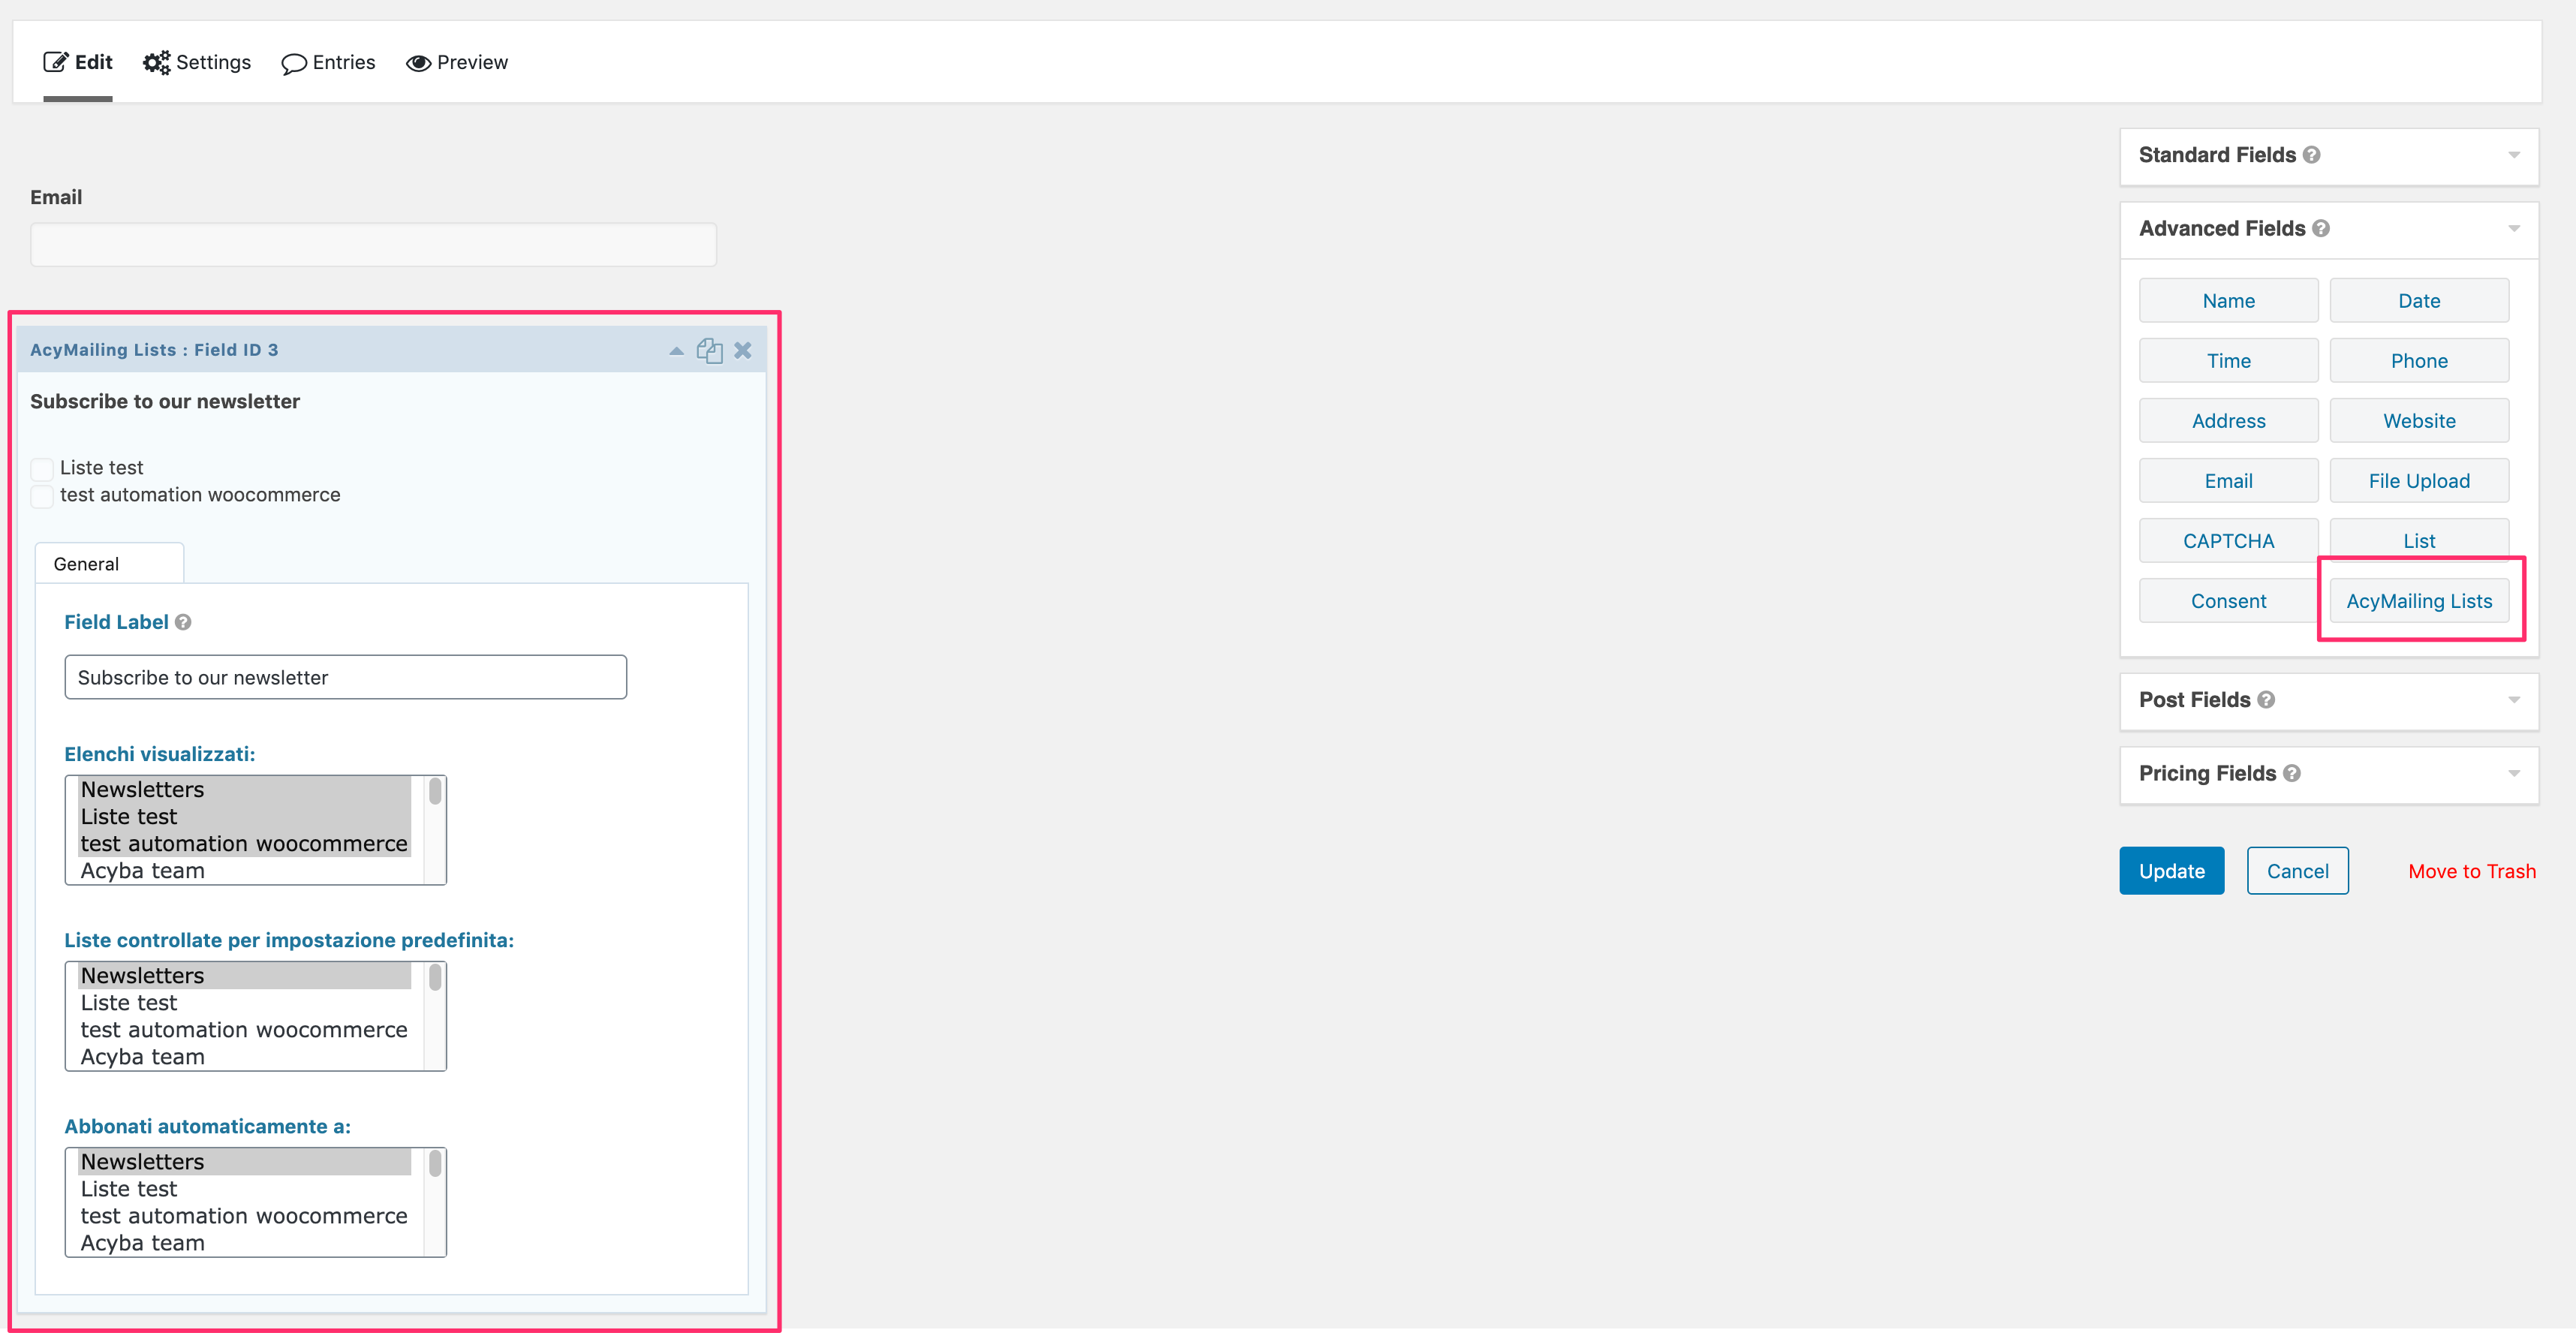 Edit Settings Entries Preview
Email
AcyMailing Lists : Field ID 3
Subscribe to our newsletter
Liste test
test automation woocommerce
General
Field Label
Subscribe to our newsletter
Elenchi visualizzati:
Newsletters
Liste test
test automation woocommerce
Acyba team
Liste controllate per impostazione predefinita:
Newsletters
Liste test
test automation woocommerce
Acyba team
Abbonati automaticamente a:
Newsletters
Liste test
test automation woocommerce
Acyba team
Standard Fields
Advanced Fields
Name Date
Time Phone
Address Website
Email File Upload
CAPTCHA List
Consent AcyMailing Lists
Post Fields
Pricing Fields
Update Cancel Move to Trash